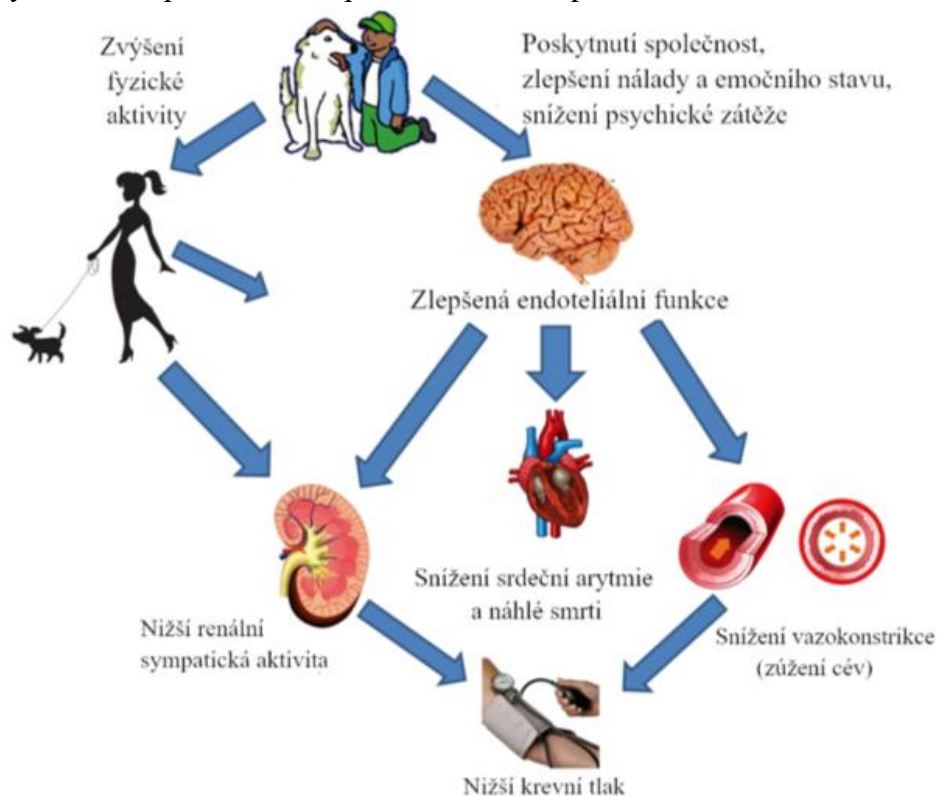 Zvýšení
fyzické
aktivity
Poskytnutí společnost,
zlepšení nálady a emočního stavu,
snížení psychické zátěže
Zlepšená endoteliální funkce
Snížení srdeční arytmie
a náhlé smrti
Nižší renální
sympatická aktivita
Snížení vazokonstrikce
(zúžení cév)
Nižší krevní tlak